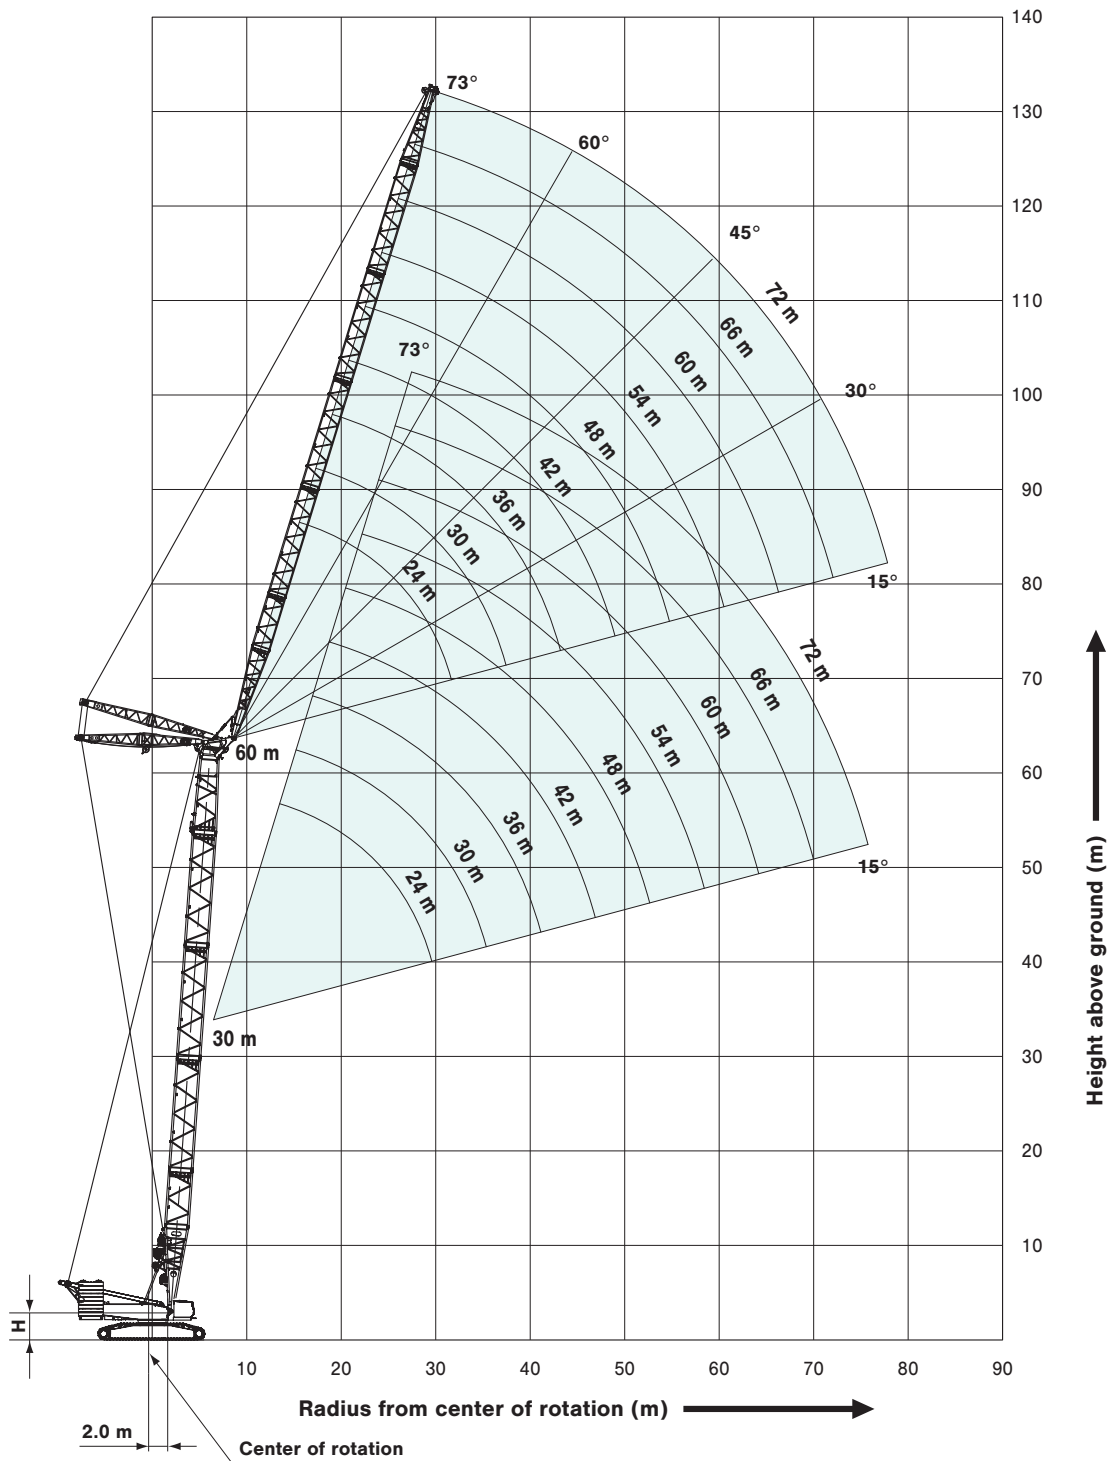 140
73°
130
60°
120
45°
72 m
110
66 m
73°
60 m
100
30°
54 m
48 m
42 m
90
36 m
30 m
24 m
80
15°
72 m
70
66 m
60 m
60 m
54 m
60
48 m
42 m
36 m
30 m
50
15°
24 m
40
30 m
30
20
10
Height above ground (m)
H
10 20 30 40 50 60 70 80 90
Radius from center of rotation (m)
2.0 m
Center of rotation